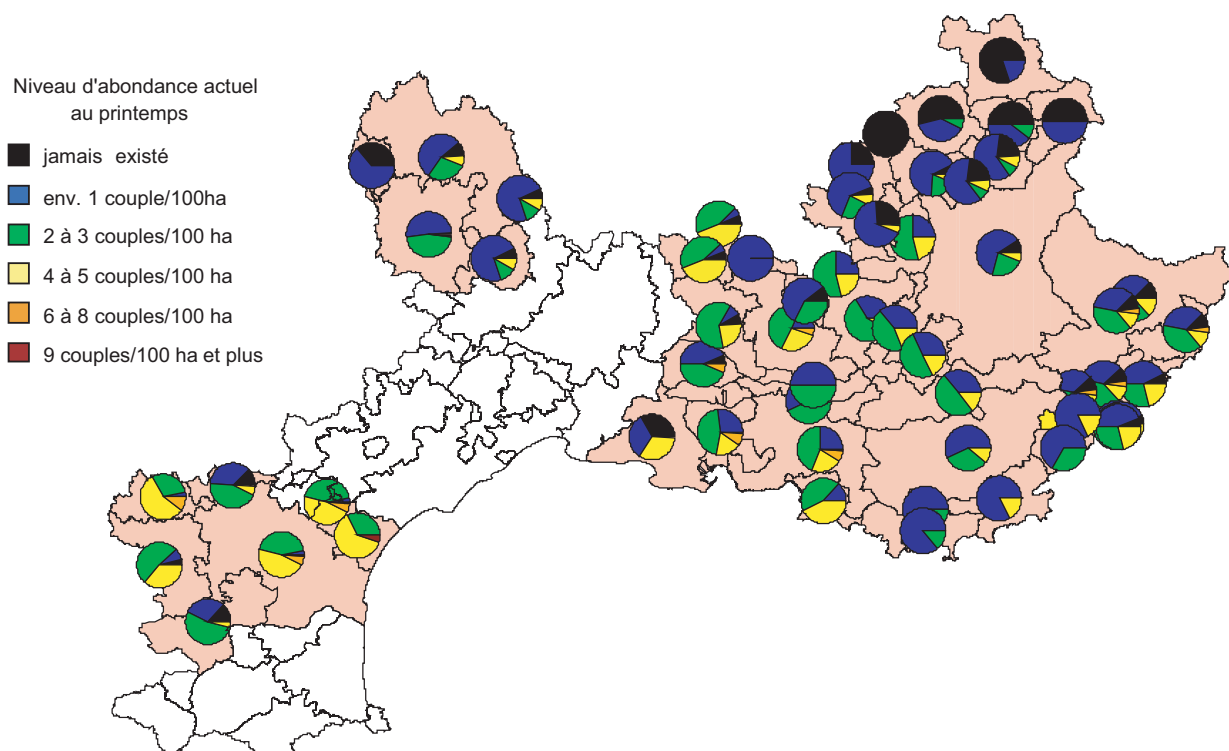 Niveau d'abondance actuel
au printemps
jamais existé
env. 1 couple/100ha
2 à 3 couples/100 ha
4 à 5 couples/100 ha
6 à 8 couples/100 ha
9 couples/100 ha et plus